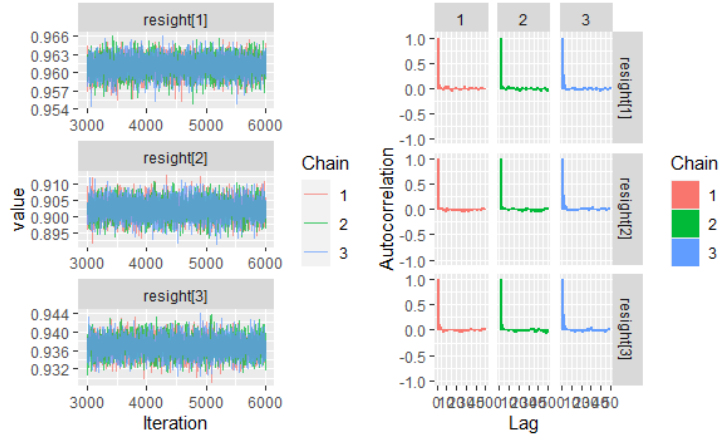 resight[1]
0.966
0.963
0.960
0.957
0.954
3000 4000 5000 6000
resight[2]
0.910
0.905
0.900
0.895
3000 4000 5000 6000
resight[3]
0.944
0.940
0.936
0.932
3000 4000 5000 6000
value
Iteration
Chain
1
2
3
1 2 3
1.0
0.5
0.0
-0.5
-1.0
resight[1]
1.0
0.5
0.0
-0.5
-1.0
resight[2]
1.0
0.5
0.0
-0.5
-1.0
resight[3]
Autocorrelation
Lag
Chain
1
2
3